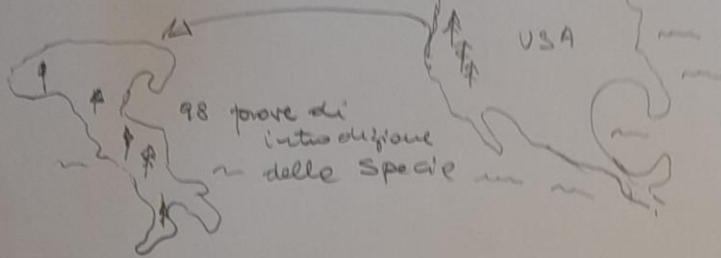 USA
98 prove di
introduzione
delle Specie